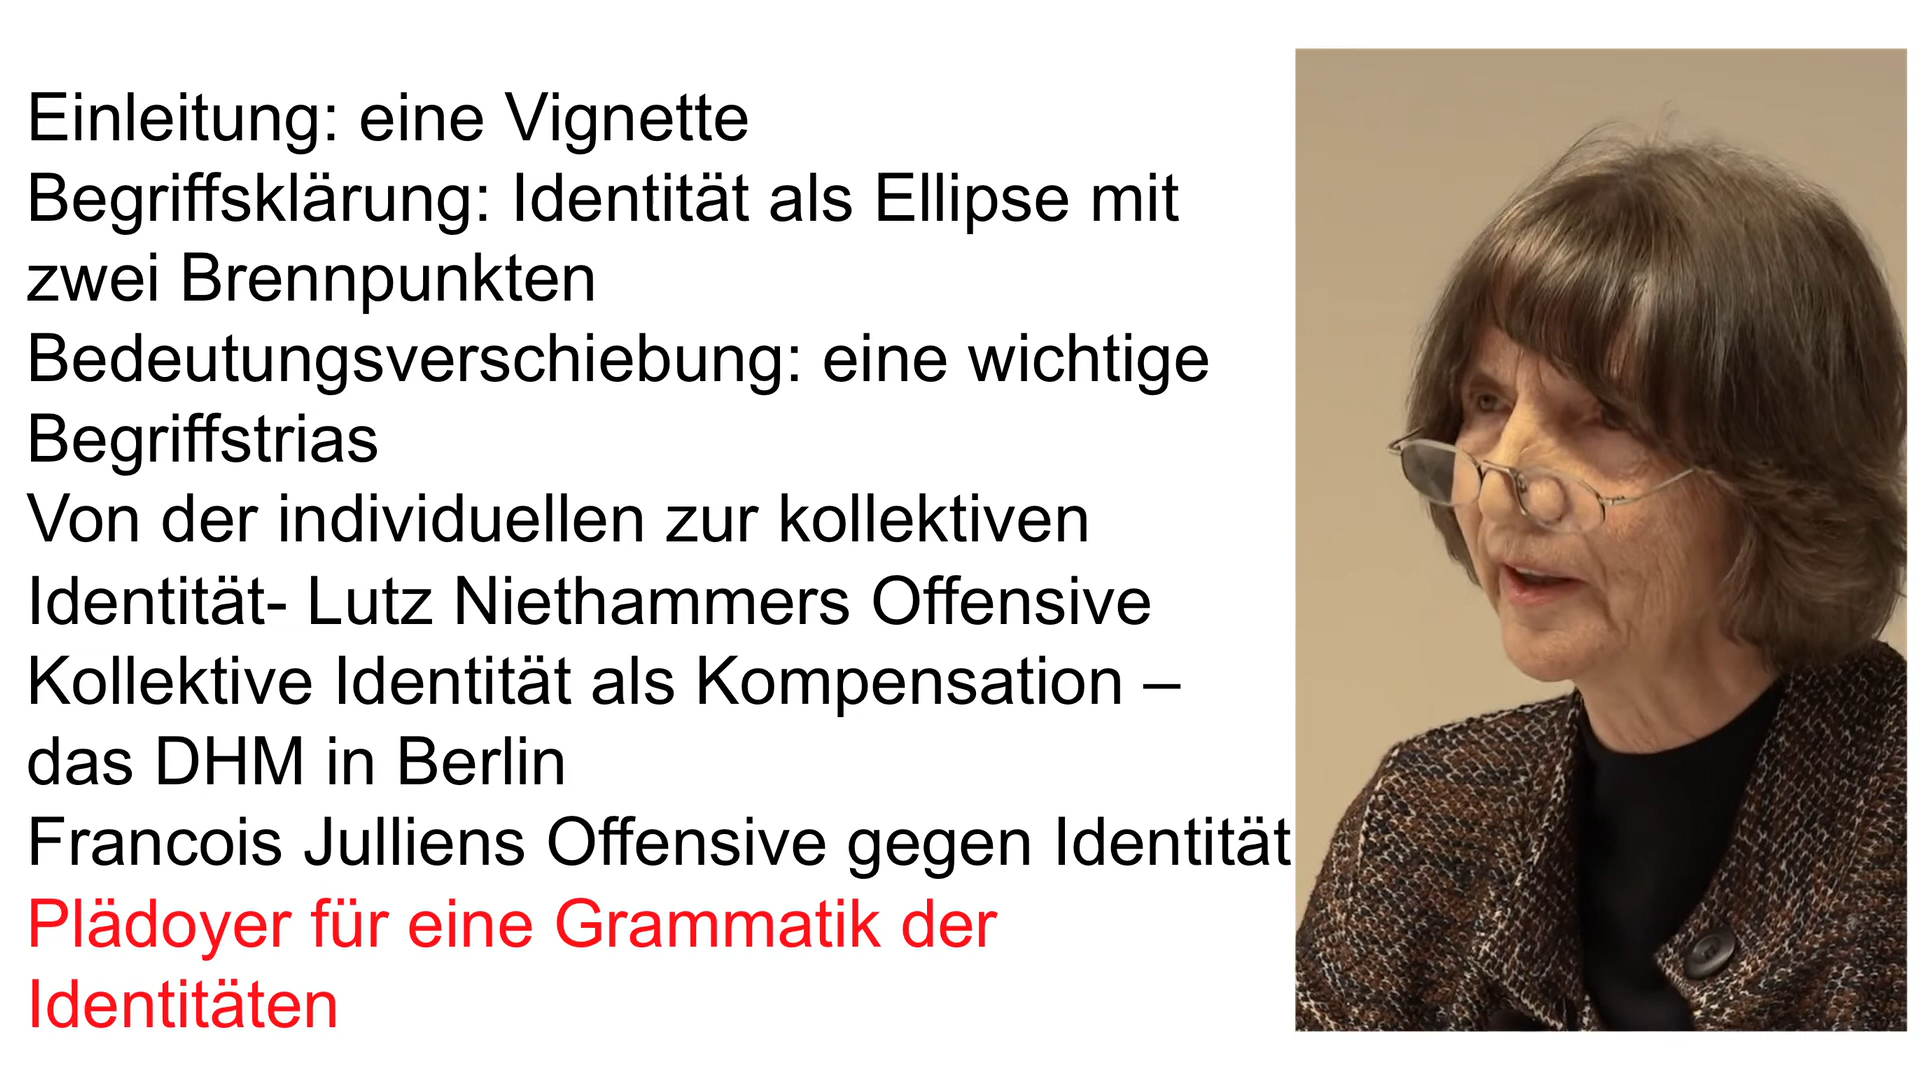 Einleitung: eine Vignette
Begriffsklärung: Identität als Ellipse mit
zwei Brennpunkten
Bedeutungsverschiebung: eine wichtige
Begriffstrias
Von der individuellen zur kollektiven
Identität- Lutz Niethammers Offensive
Kollektive Identität als Kompensation –
das DHM in Berlin
Francois Julliens Offensive gegen Identität
Plädoyer für eine Grammatik der
Identitäten